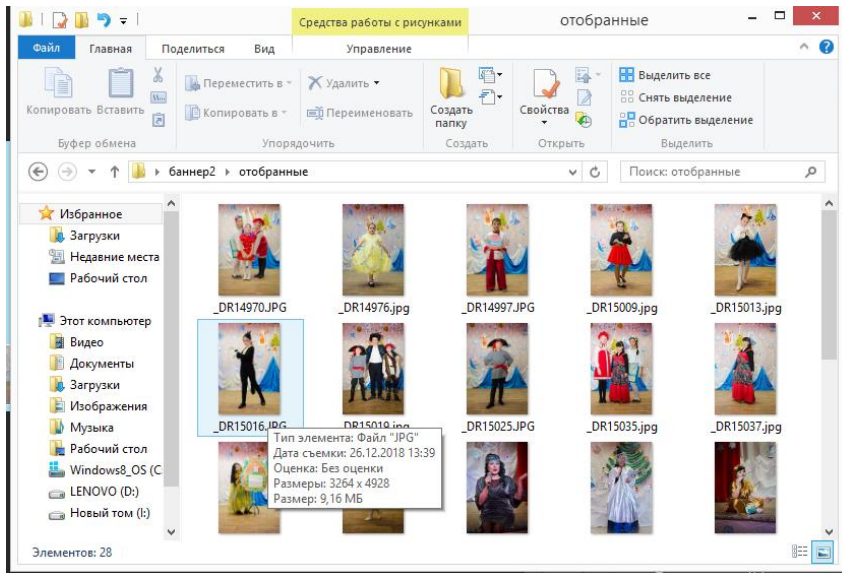 Средства работы с рисунками
отобранные
Файл
Главная
Поделиться
Вид
Управление
Копировать
Вставить
Переместить в
Копировать в
Удалить
Переименовать
Создать
папку
Свойства
Выделить все
Снять выделение
Обратить выделение
Буфер обмена
Упорядочить
Создать
Открыть
Выделить
баннер2
отобранные
Поиск: отобранные
Избранное
Загрузки
Недавние места
Рабочий стол
Этот компьютер
Видео
Документы
Загрузки
Изображения
Музыка
Рабочий стол
Windows8_OS (C
LENOVO (D:)
Новый том (I:)
_DR14970.JPG
_DR14976.jpg
_DR14997.JPG
_DR15009.jpg
_DR15013.jpg
_DR15016.JPG
_DR15019.jpg
_DR15025.JPG
_DR15035.jpg
_DR15037.jpg
Тип элемента: Файл "JPG"
Дата съемки: 26.12.2018 13:39
Оценка: Без оценки
Размеры: 3264 x 4928
Размер: 9,16 МБ
Элементов: 28